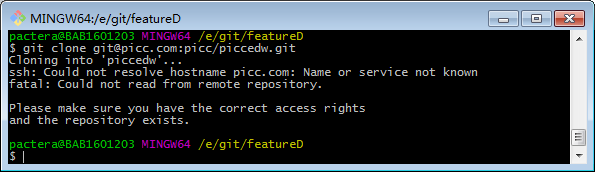 MINGW64:/e/git/featureD
pactera@BAB1601203 MINGW64 /e/git/featureD
$ git clone git@picc.com:picc/piccedw.git
Cloning into 'piccedw'...
ssh: Could not resolve hostname picc.com: Name or service not known
fatal: Could not read from remote repository.
Please make sure you have the correct access rights
and the repository exists.
pactera@BAB1601203 MINGW64 /e/git/featureD
$